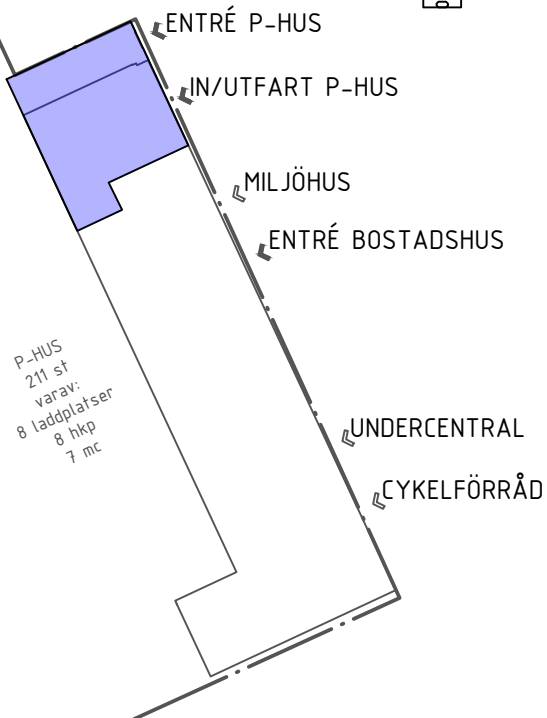 ENTRÉ P-HUS
IN/UTFART P-HUS
MILJÖHUS
ENTRÉ BOSTADSHUS
P-HUS
211 st
varav:
8 laddplatser
8 hkp
7 mc
UNDERCENTRAL
CYKELFÖRRÅD